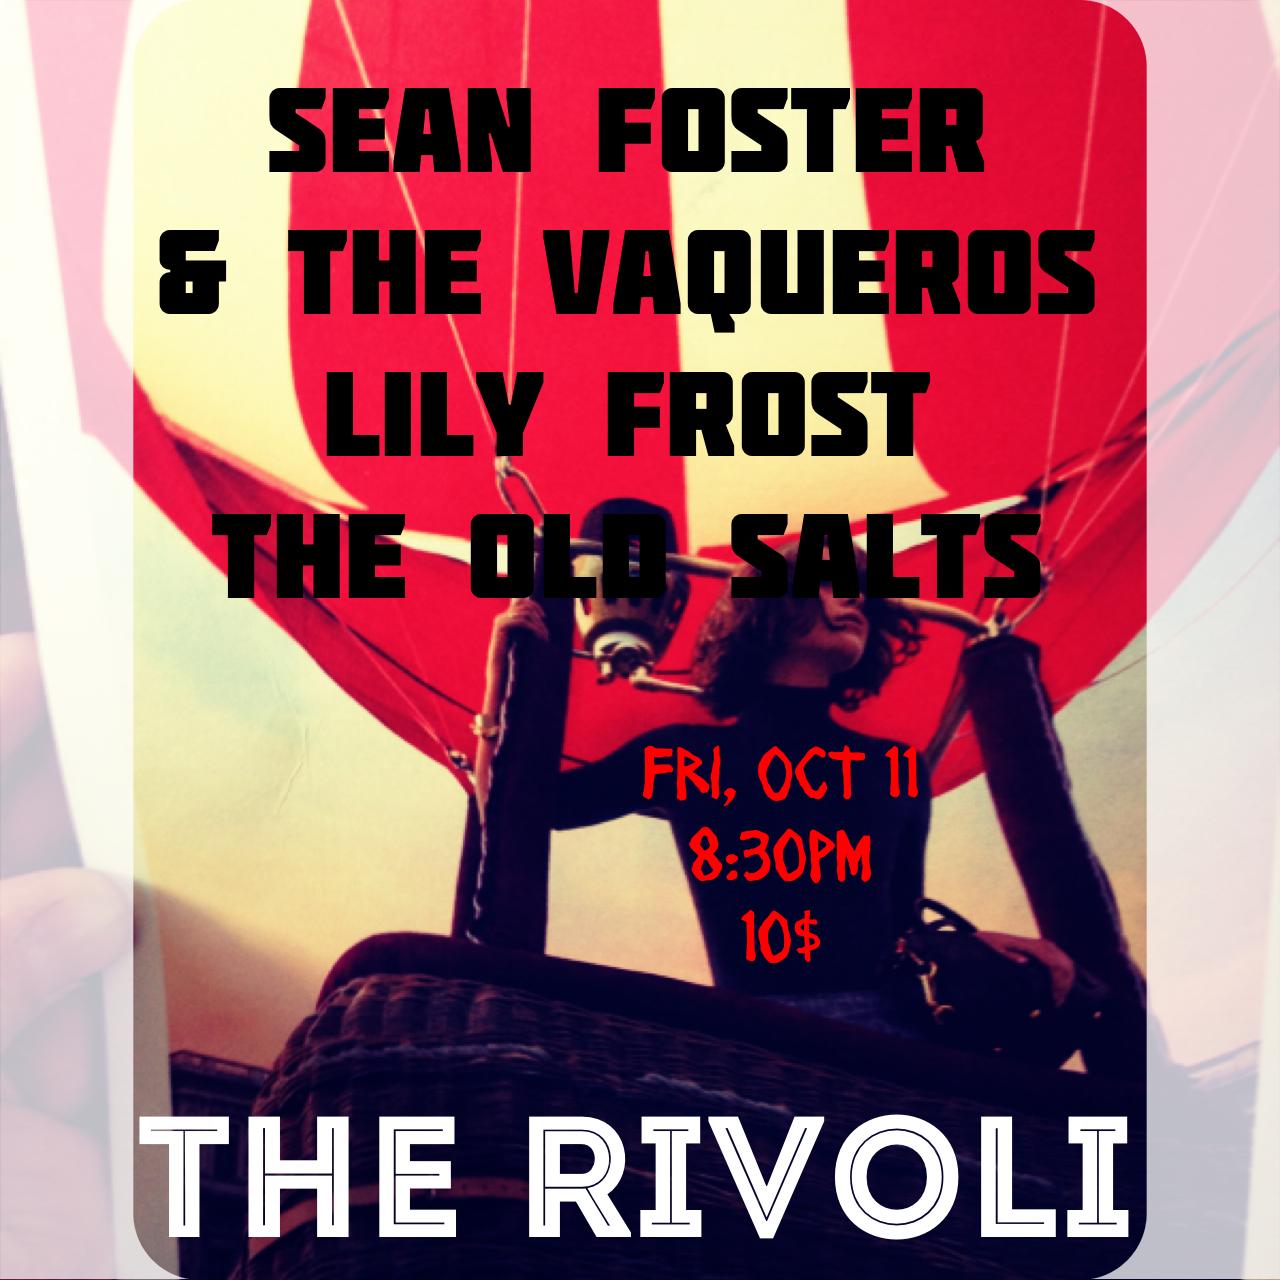 SEAN FOSTER
& THE VAQUEROS
LILY FROST
THE OLD SALTS
FRI, OCT 11
8:30PM
10$
THE RIVOLI